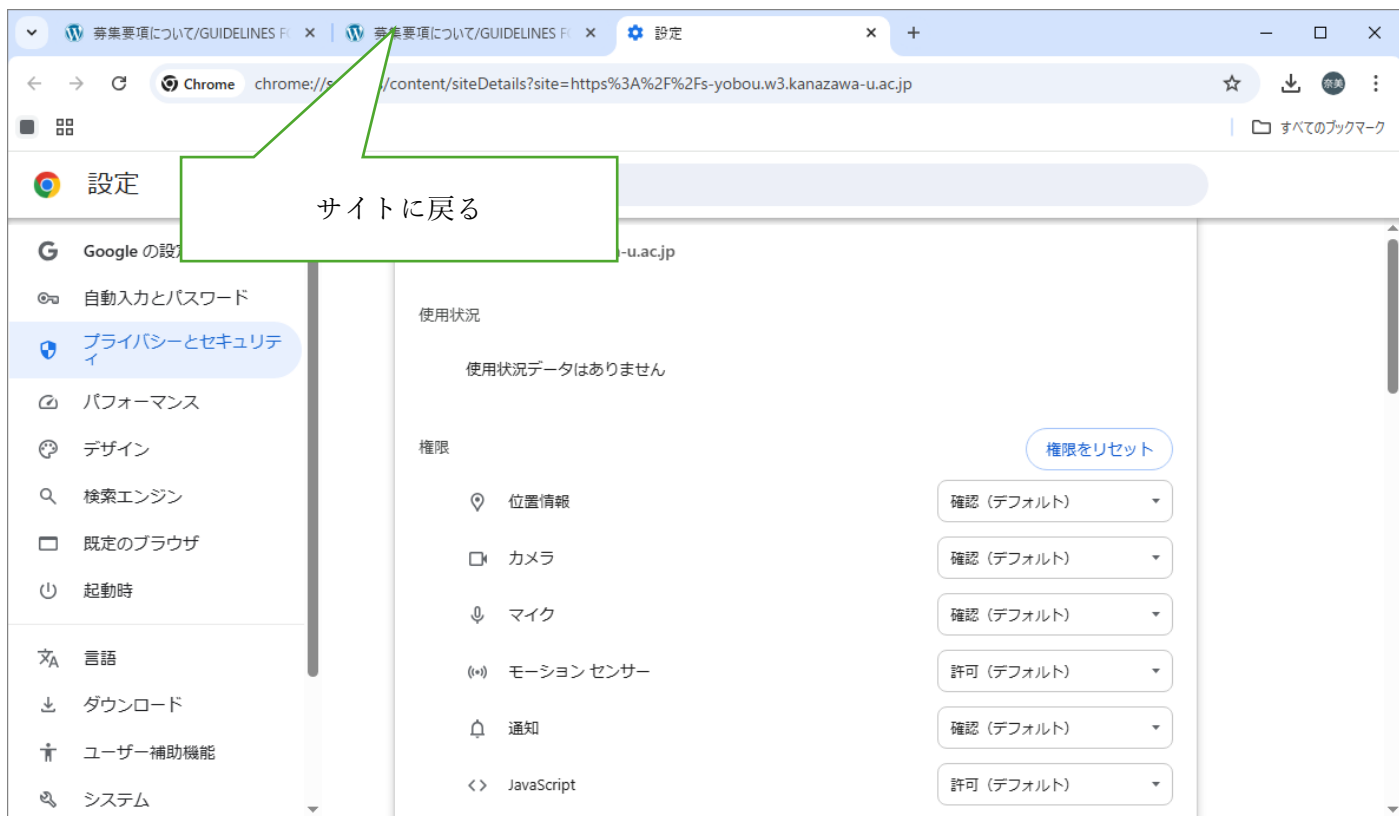 募集要項について/GUIDELINES F
募集要項について/GUIDELINES F
設定
Chrome
chrome://s s/content/siteDetails?site=https%3A%2F%2Fs-yobou.w3.kanazawa-u.ac.jp
奈美
すべてのブックマーク
設定
サイトに戻る
Google の設定
-u.ac.jp
自動入力とパスワード
プライバシーとセキュリテ
ィ
パフォーマンス
デザイン
検索エンジン
既定のブラウザ
起動時
言語
ダウンロード
ユーザー補助機能
システム
使用状況
使用状況データはありません
権限
権限をリセット
位置情報
確認（デフォルト）
カメラ
確認（デフォルト）
マイク
確認（デフォルト）
モーション センサー
許可（デフォルト）
通知
確認（デフォルト）
JavaScript
許可（デフォルト）